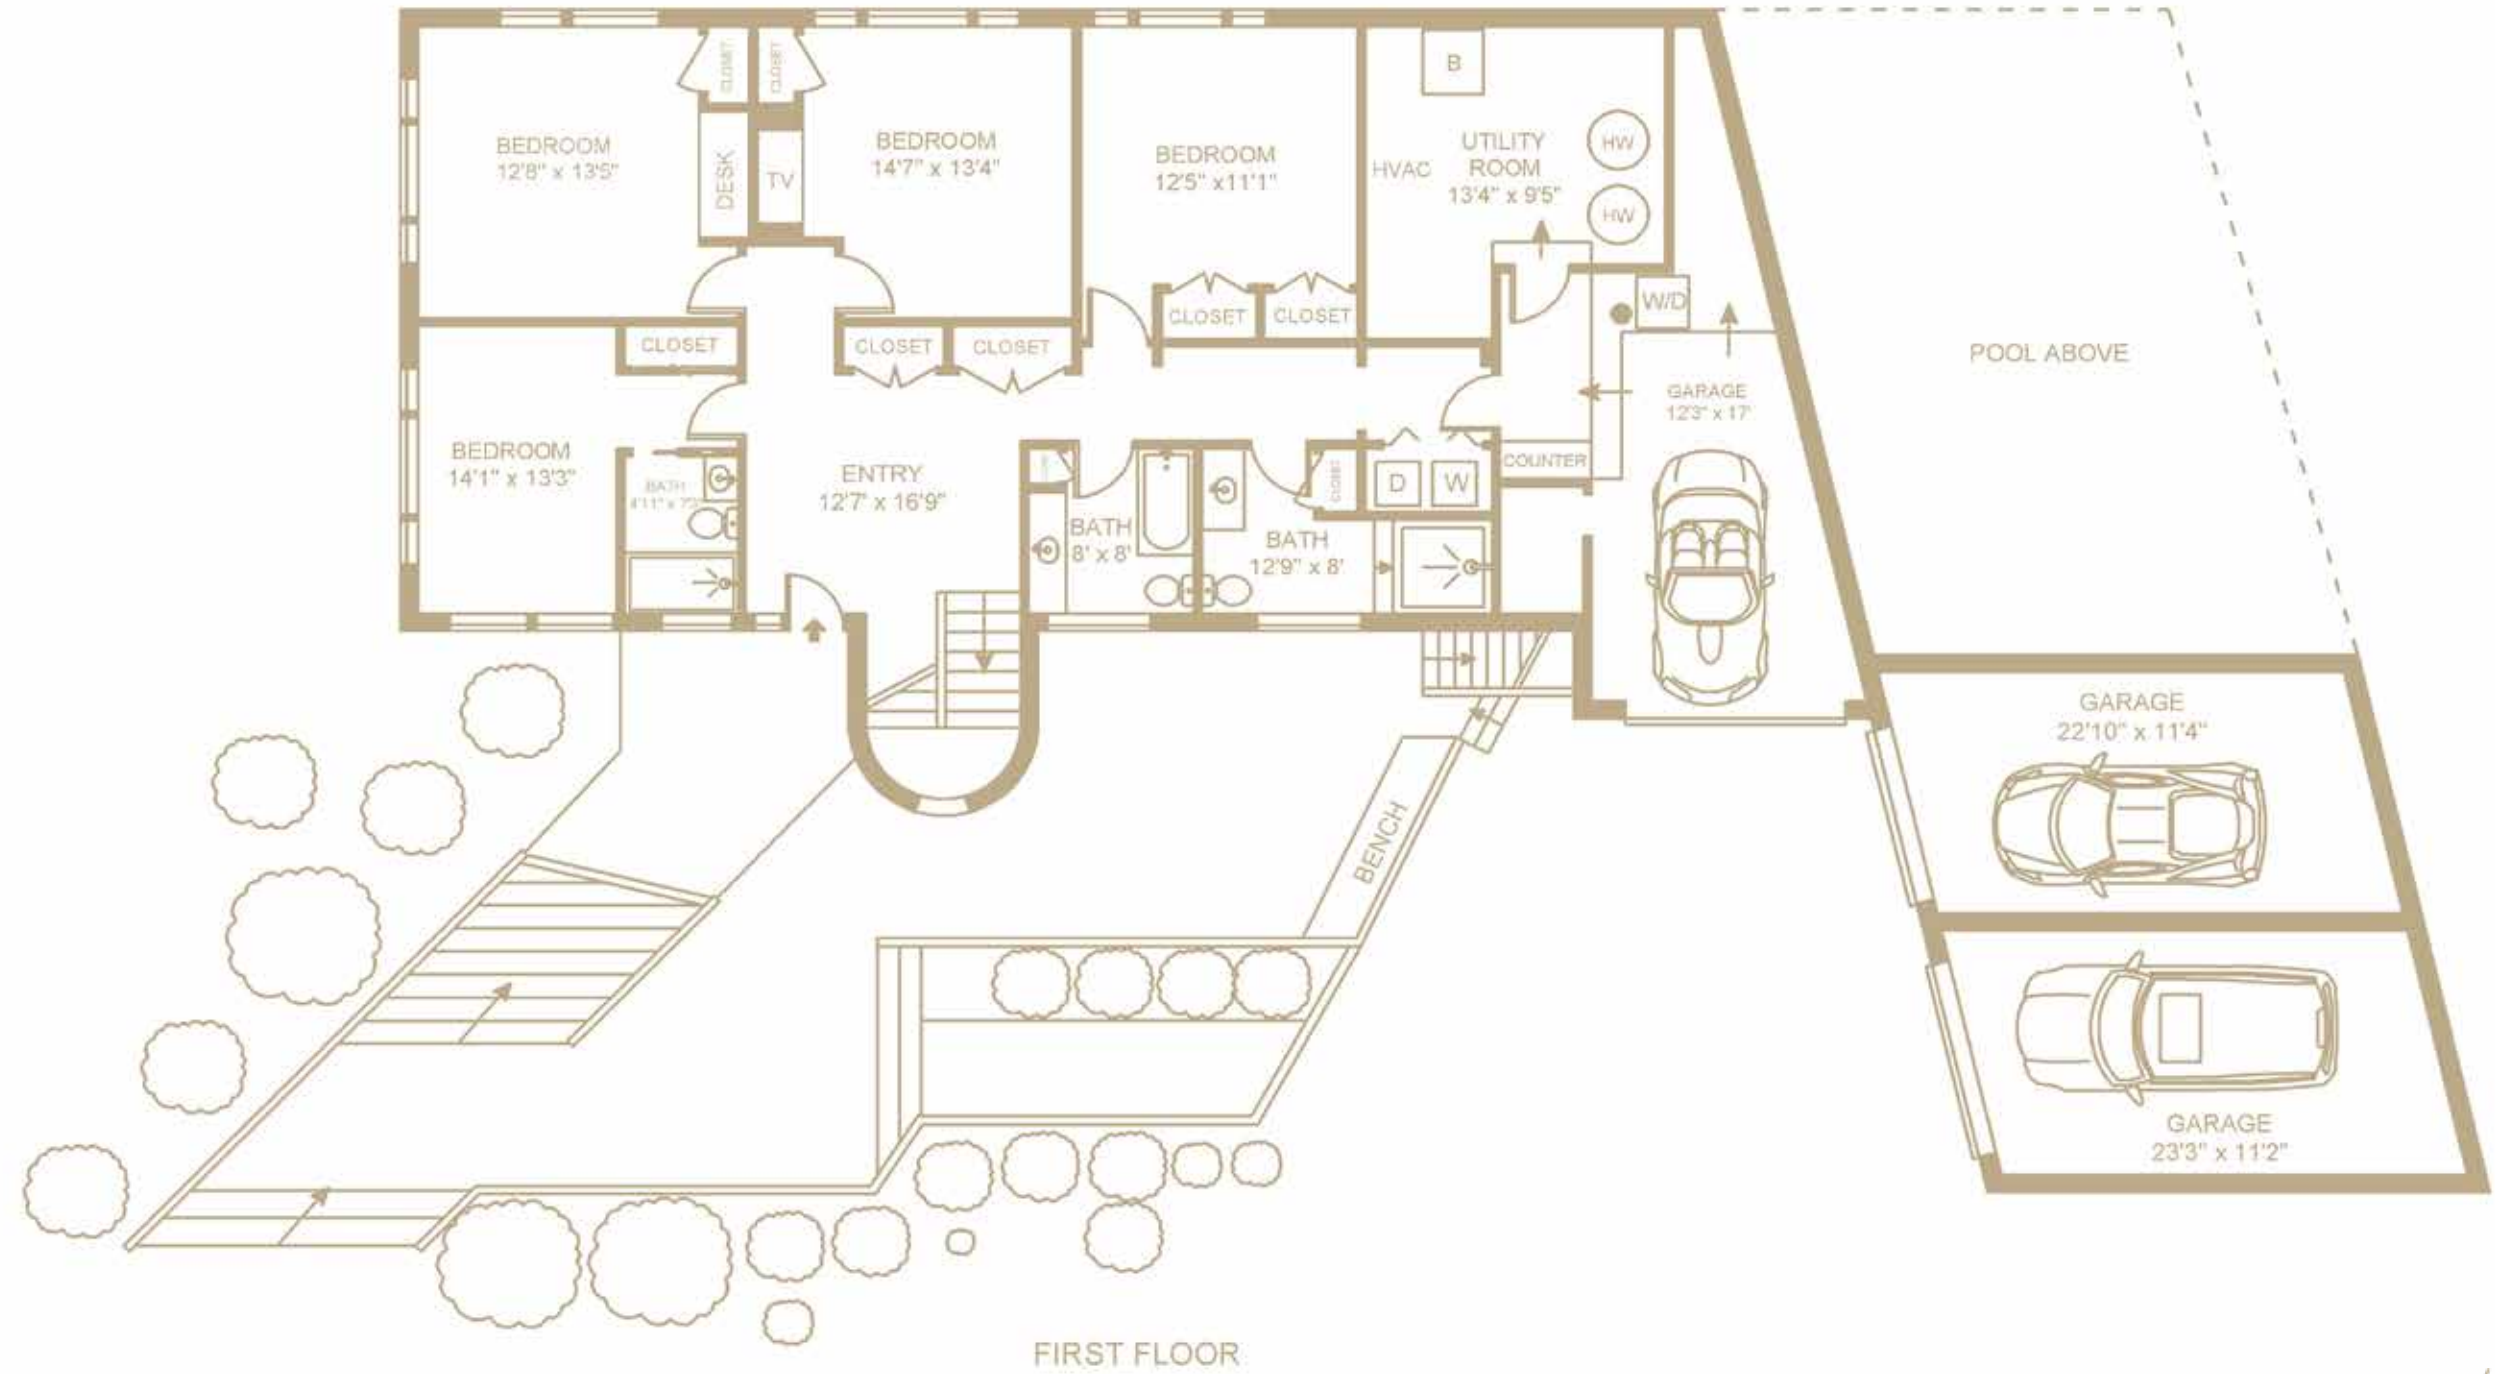 CLOSET
CLOSET
B
BEDROOM
12'8" x 13'5"
DESK
TV
BEDROOM
14'7" x 13'4"
BEDROOM
12'5" x11'1"
HVAC
UTILITY
ROOM
13'4" x 9'5"
HW
HW
W/D
CLOSET
CLOSET
CLOSET
CLOSET
CLOSET
POOL ABOVE
GARAGE
12'3" x 17'
BEDROOM
14'1" x 13'3"
BATH
ENTRY
12'7' x 16'9"
BATH
8' x 8'
BATH
12'9" x 8'
CLOSET
D
W
COUNTER
GARAGE
22'10" x 11'4"
BENCH
GARAGE
23'3" x 11'2"
FIRST FLOOR